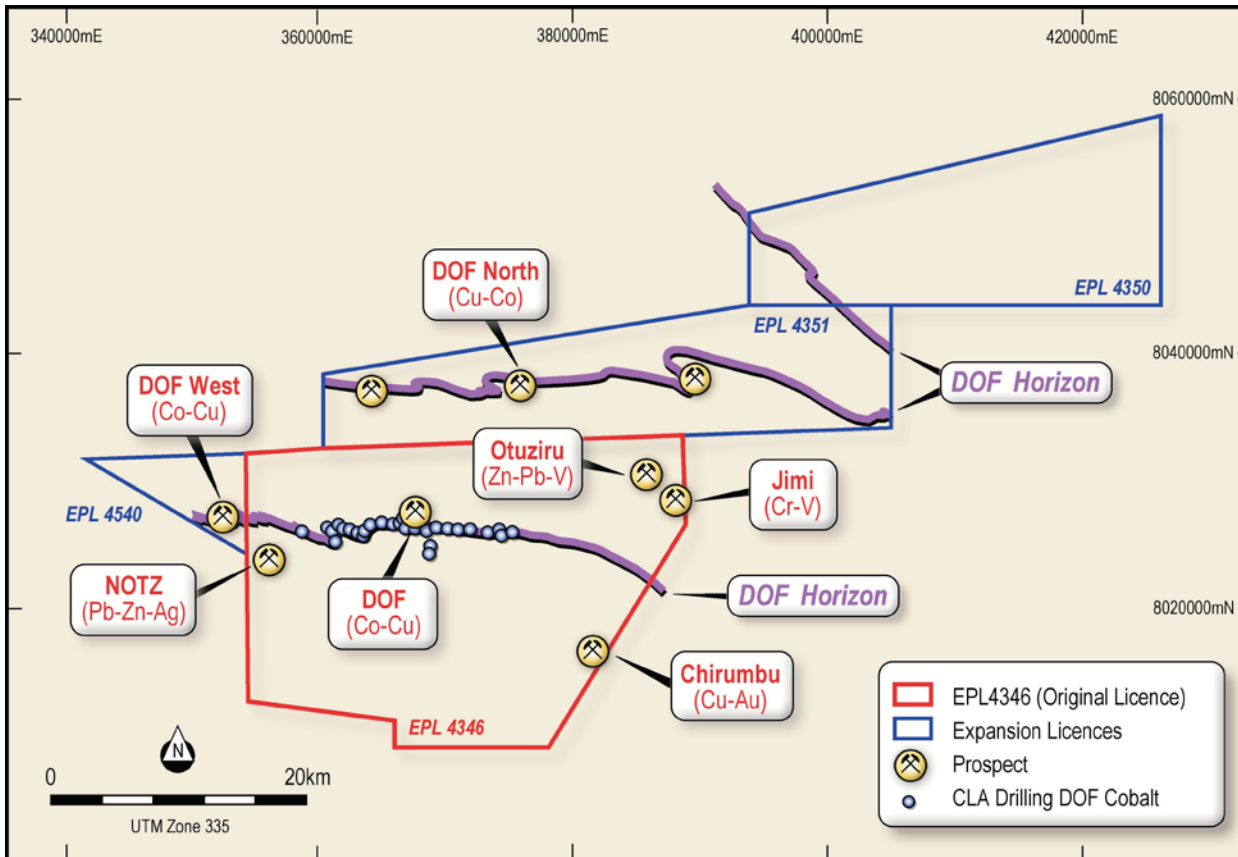 340000mE 360000mE 380000mE 400000mE 420000mE
8060000mN
DOF North
(Cu-Co)
EPL 4350
EPL 4351
8040000mN
DOF Horizon
DOF West
(Co-Cu)
Otuziru
(Zn-Pb-V)
Jimi
(Cr-V)
EPL 4540
NOTZ
(Pb-Zn-Ag)
DOF
(Co-Cu)
DOF Horizon
8020000mN
Chirumbu
(Cu-Au)
EPL 4346
N
0 20km
UTM Zone 335
EPL4346 (Original Licence)
Expansion Licences
Prospect
CLA Drilling DOF Cobalt